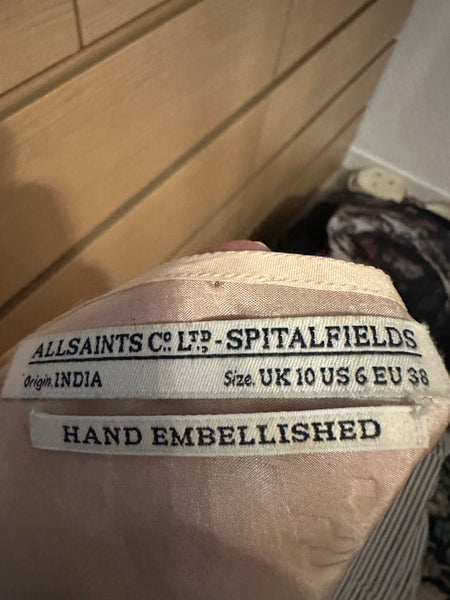 ALLSAINTS Co. LTD. - SPITALFIELDS
Origin. INDIA Size. UK 10 US 6 EU 38
HAND EMBELLISHED